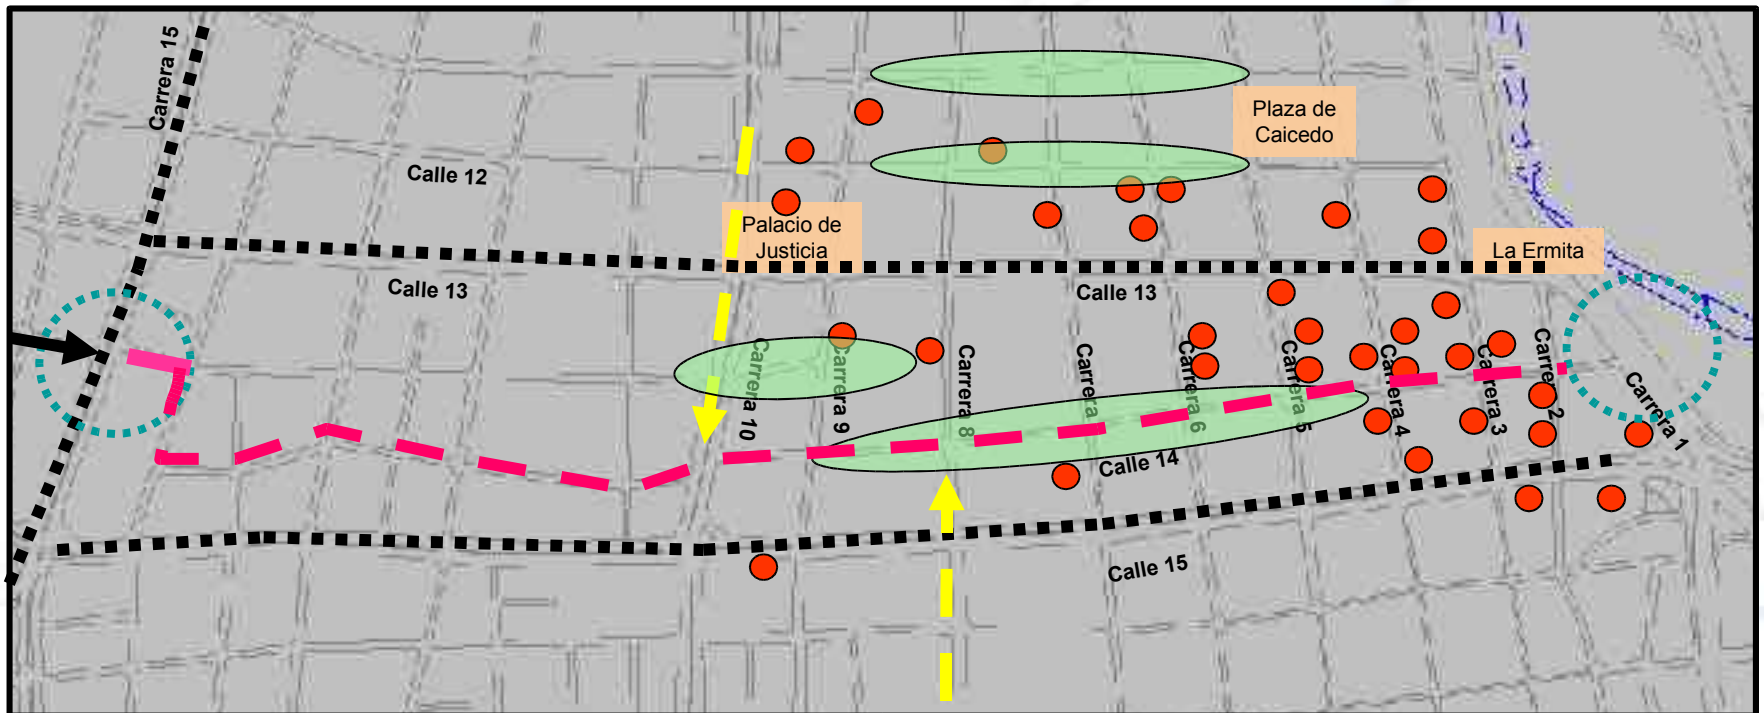 Carrera 15
Plaza de
Caicedo
Calle 12
Palacio de
Justicia
La Ermita
Calle 13
Calle 13
Carrera 10
Carrera 9
Carrera 8
Carrera
Carrera 6
Carrera 5
Carrera 4
Carrera 3
Carrera 2
Carrera 1
Calle 14
Calle 15